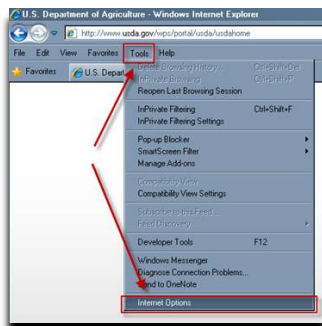 U.S. Department of Agriculture - Windows Internet Explorer
http://www.usda.gov/wps/portal/usda/usdahome
File Edit View Favorites Tools Help
Favorites U.S. Depart
Delete Browsing History... Ctrl+Shift+Del
InPrivate Browsing Ctrl+Shift+P
Reopen Last Browsing Session
InPrivate Filtering Ctrl+Shift+F
InPrivate Filtering Settings
Pop-up Blocker
SmartScreen Filter
Manage Add-ons
Compatibility View
Compatibility View Settings
Subscribe to this Feed...
Feed Discovery
Developer Tools F12
Windows Messenger
Diagnose Connection Problems...
Send to OneNote
Internet Options